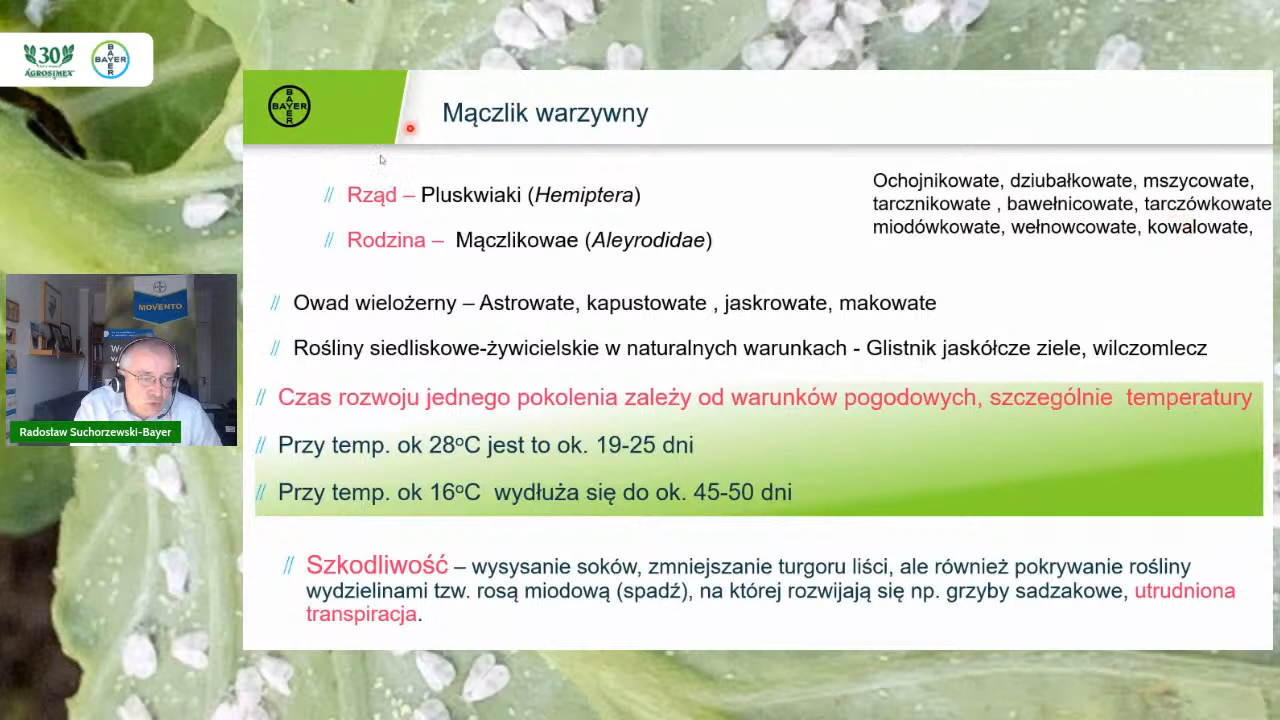 30
AGROSIMEX
BAYER
BAYER
BAYER
BAYER
Mączlik warzywny
// Rząd – Pluskwiaki (Hemiptera)
// Rodzina – Mączlikowae (Aleyrodidae)
Ochojnikowate, dziubałkowate, mszycowate,
tarcznikowate , bawełnicowate, tarczówkowate
miodówkowate, wełnowcowate, kowalowate,
// Owad wielożerny – Astrowate, kapustowate , jaskrowate, makowate
// Rośliny siedliskowe-żywicielskie w naturalnych warunkach - Glistnik jaskółcze ziele, wilczomlecz
// Czas rozwoju jednego pokolenia zależy od warunków pogodowych, szczególnie temperatury
// Przy temp. ok 28°C jest to ok. 19-25 dni
// Przy temp. ok 16°C wydłuża się do ok. 45-50 dni
// Szkodliwość – wysysanie soków, zmniejszanie turgoru liści, ale również pokrywanie rośliny
wydzielinami tzw. rosą miodową (spadź), na której rozwijają się np. grzyby sadzakowe, utrudniona
transpiracja.
MOVENTO
Radosław Suchorzewski-Bayer